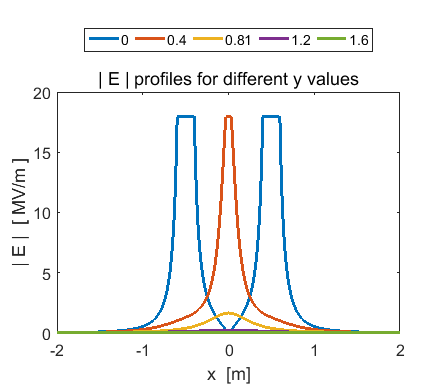 0 0.4 0.81 1.2 1.6
| E | profiles for different y values
20
15
10
5
0
| E | [ MV/m ]
-2 -1 0 1 2
x [m]